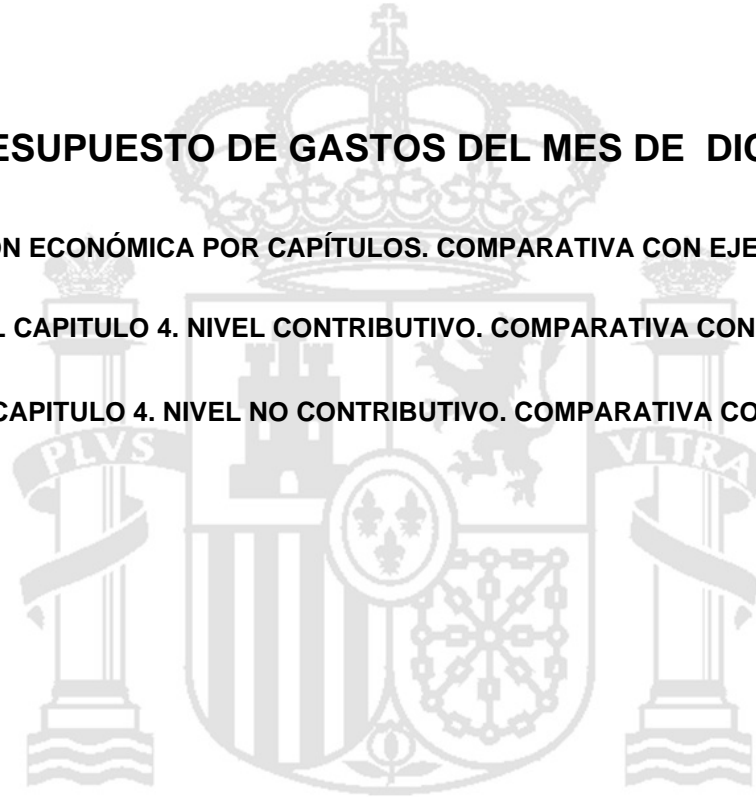 ESUPUESTO DE GASTOS DEL MES DE DIC
ÓN ECONÓMICA POR CAPÍTULOS. COMPARATIVA CON EJE
L CAPITULO 4. NIVEL CONTRIBUTIVO. COMPARATIVA CON
CAPITULO 4. NIVEL NO CONTRIBUTIVO. COMPARATIVA CO
PLVS VLTRA